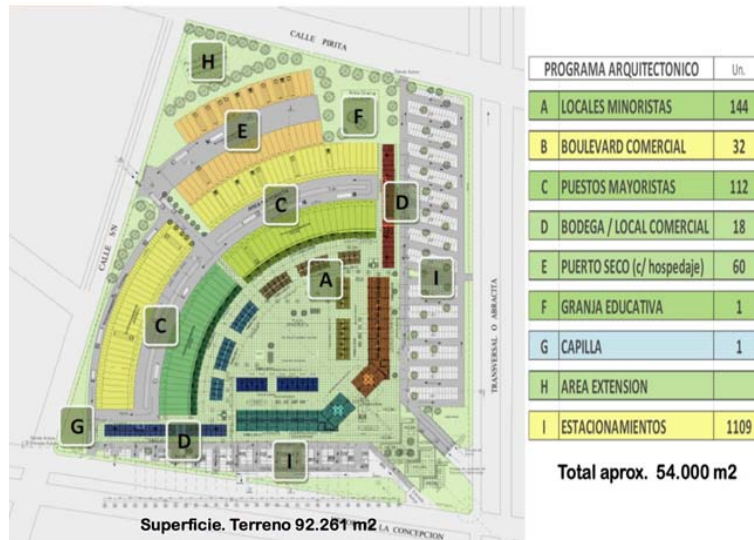 CALLE PIRITA
H
F
E
C
D
A
I
CALLE S/N
C
TRANSVERSAL O ABRACITA
G
D
I
LA CONCEPCION
Superficie. Terreno 92.261 m2
PROGRAMA ARQUITECTONICO Un.
A LOCALES MINORISTAS 144
B BOULEVARD COMERCIAL 32
C PUESTOS MAYORISTAS 112
D BODEGA / LOCAL COMERCIAL 18
E PUERTO SECO (c/ hospedaje) 60
F GRANJA EDUCATIVA 1
G CAPILLA 1
H AREA EXTENSION
I ESTACIONAMIENTOS 1109
Total aprox. 54.000 m2